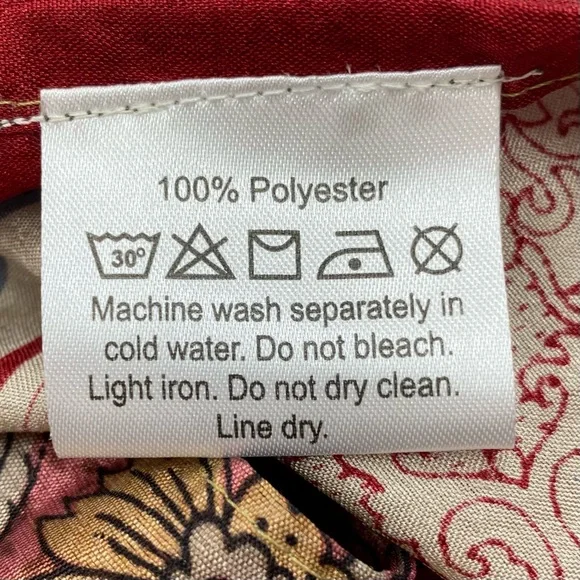 100% Polyester
30°
Machine wash separately in
cold water. Do not bleach.
Light iron. Do not dry clean.
Line dry.